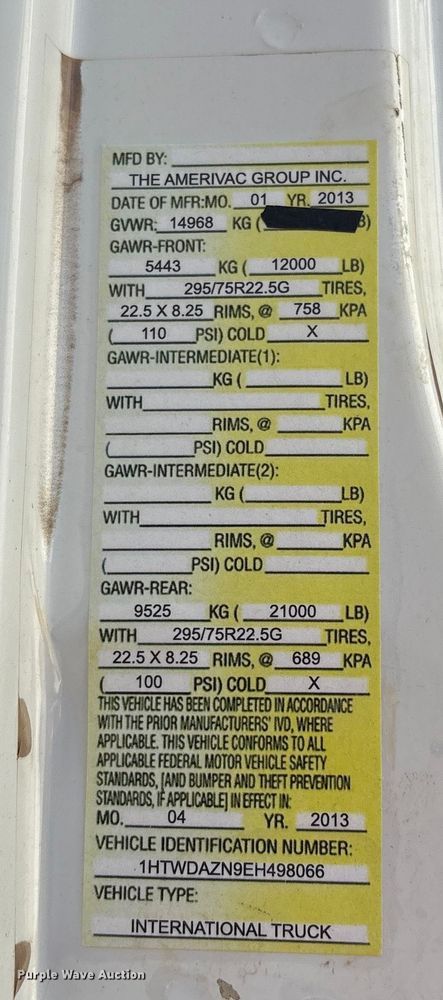 MFD BY:
THE AMERIVAC GROUP INC.
DATE OF MFR:MO. 01 YR. 2013
GVWR: 14968 KG ( B)
GAWR-FRONT:
5443 KG ( 12000 LB)
WITH 295/75R22.5G TIRES,
22.5 X 8.25 RIMS, @ 758 KPA
( 110 PSI) COLD X
GAWR-INTERMEDIATE(1):
KG ( LB)
WITH TIRES,
RIMS, @ KPA
( PSI) COLD
GAWR-INTERMEDIATE(2):
KG ( LB)
WITH TIRES,
RIMS, @ KPA
( PSI) COLD
GAWR-REAR:
9525 KG ( 21000 LB)
WITH 295/75R22.5G TIRES,
22.5 X 8.25 RIMS, @ 689 KPA
( 100 PSI) COLD X
THIS VEHICLE HAS BEEN COMPLETED IN ACCORDANCE
WITH THE PRIOR MANUFACTURERS' IVD, WHERE
APPLICABLE. THIS VEHICLE CONFORMS TO ALL
APPLICABLE FEDERAL MOTOR VEHICLE SAFETY
STANDARDS, [AND BUMPER AND THEFT PREVENTION
STANDARDS, IF APPLICABLE] IN EFFECT IN:
MO. 04 YR. 2013
VEHICLE IDENTIFICATION NUMBER:
1HTWDAZN9EH498066
VEHICLE TYPE:
INTERNATIONAL TRUCK
Purple Wave Auction